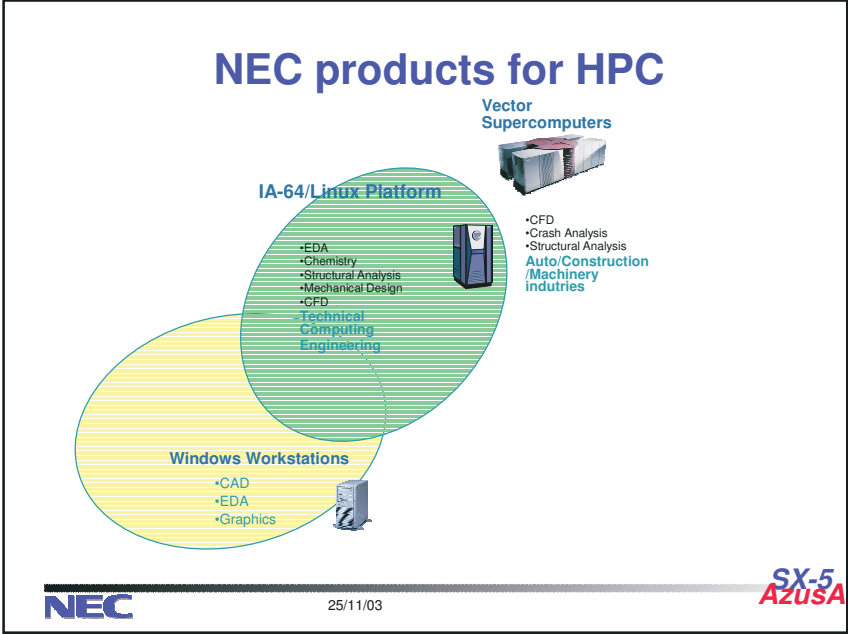 NEC products for HPC
Vector
Supercomputers
IA-64/Linux Platform
•CFD
•Crash Analysis
•Structural Analysis
Auto/Construction
/Machinery
indutries
•EDA
•Chemistry
•Structural Analysis
•Mechanical Design
•CFD
–Technical
Computing
Engineering
Windows Workstations
•CAD
•EDA
•Graphics
NEC
25/11/03
SX-5
AzusA